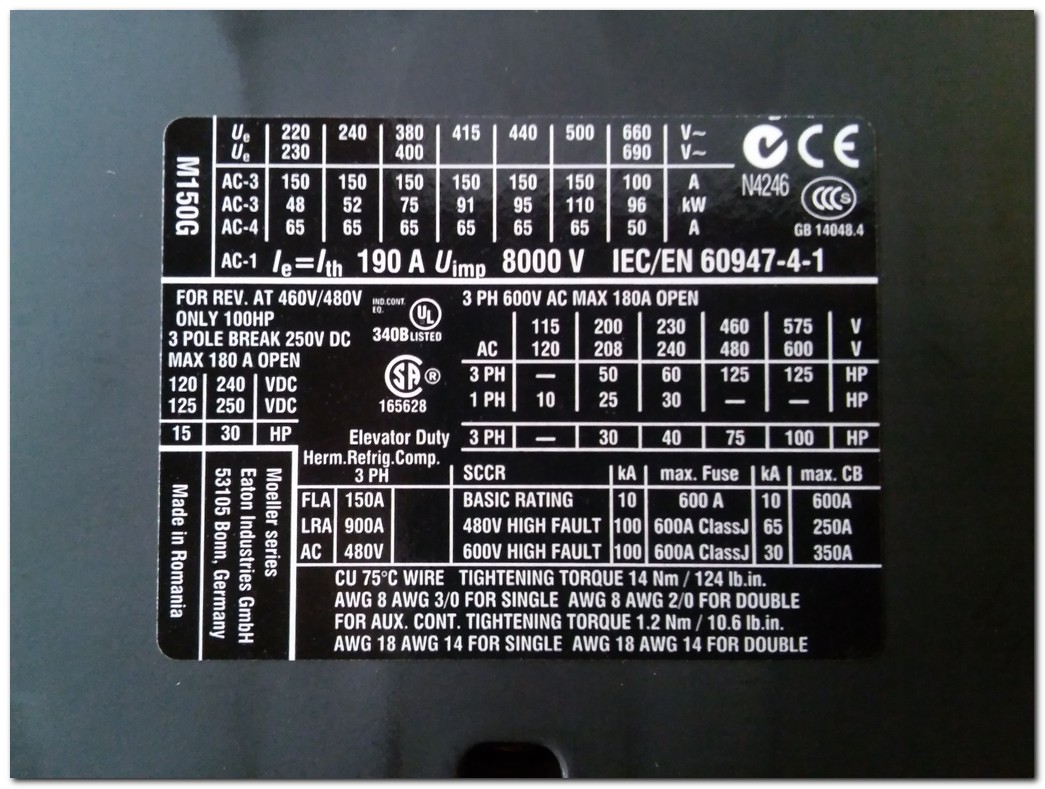 M150G
Ue 220 240 380 415 440 500 660 V~
Ue 230 400 690 V~
AC-3 150 150 150 150 150 150 100 A
AC-3 48 52 75 91 95 110 96 kW
AC-4 65 65 65 65 65 65 50 A
AC-1 Ie=Ith 190 A Uimp 8000 V IEC/EN 60947-4-1
CE
N4246
CCC S
GB 14048.4
FOR REV. AT 460V/480V
ONLY 100HP
3 POLE BREAK 250V DC
MAX 180 A OPEN
120 240 VDC
125 250 VDC
15 30 HP
IND.CONT.
EQ.
UL
340B LISTED
SA ®
165628
3 PH 600V AC MAX 180A OPEN
115 200 230 460 575 V
AC 120 208 240 480 600 V
3 PH — 50 60 125 125 HP
1 PH 10 25 30 — — HP
Elevator Duty 3 PH — 30 40 75 100 HP
Herm.Refrig.Comp.
3 PH
FLA 150A
LRA 900A
AC 480V
SCCR kA max. Fuse kA max. CB
BASIC RATING 10 600 A 10 600A
480V HIGH FAULT 100 600A ClassJ 65 250A
600V HIGH FAULT 100 600A ClassJ 30 350A
CU 75°C WIRE TIGHTENING TORQUE 14 Nm / 124 lb.in.
AWG 8 AWG 3/0 FOR SINGLE AWG 8 AWG 2/0 FOR DOUBLE
FOR AUX. CONT. TIGHTENING TORQUE 1.2 Nm / 10.6 lb.in.
AWG 18 AWG 14 FOR SINGLE AWG 18 AWG 14 FOR DOUBLE
Moeller series
Eaton Industries GmbH
53105 Bonn, Germany
Made in Romania